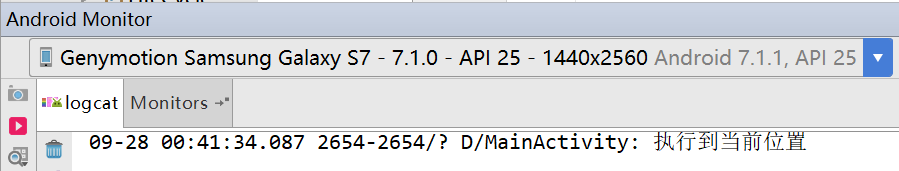 Android Monitor
Genymotion Samsung Galaxy S7 - 7.1.0 - API 25 - 1440x2560 Android 7.1.1, API 25
logcat Monitors
09-28 00:41:34.087 2654-2654/? D/MainActivity: 执行到当前位置